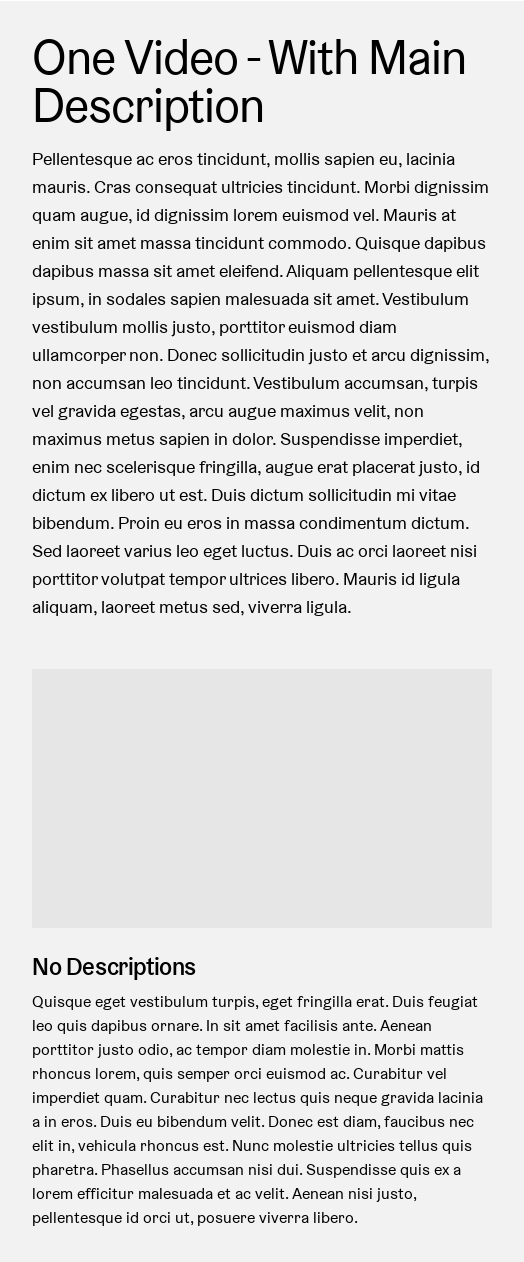 One Video - With Main
Description
Pellentesque ac eros tincidunt, mollis sapien eu, lacinia
mauris. Cras consequat ultricies tincidunt. Morbi dignissim
quam augue, id dignissim lorem euismod vel. Mauris at
enim sit amet massa tincidunt commodo. Quisque dapibus
dapibus massa sit amet eleifend. Aliquam pellentesque elit
ipsum, in sodales sapien malesuada sit amet. Vestibulum
vestibulum mollis justo, porttitor euismod diam
ullamcorper non. Donec sollicitudin justo et arcu dignissim,
non accumsan leo tincidunt. Vestibulum accumsan, turpis
vel gravida egestas, arcu augue maximus velit, non
maximus metus sapien in dolor. Suspendisse imperdiet,
enim nec scelerisque fringilla, augue erat placerat justo, id
dictum ex libero ut est. Duis dictum sollicitudin mi vitae
bibendum. Proin eu eros in massa condimentum dictum.
Sed laoreet varius leo eget luctus. Duis ac orci laoreet nisi
porttitor volutpat tempor ultrices libero. Mauris id ligula
aliquam, laoreet metus sed, viverra ligula.
No Descriptions
Quisque eget vestibulum turpis, eget fringilla erat. Duis feugiat
leo quis dapibus ornare. In sit amet facilisis ante. Aenean
porttitor justo odio, ac tempor diam molestie in. Morbi mattis
rhoncus lorem, quis semper orci euismod ac. Curabitur vel
imperdiet quam. Curabitur nec lectus quis neque gravida lacinia
a in eros. Duis eu bibendum velit. Donec est diam, faucibus nec
elit in, vehicula rhoncus est. Nunc molestie ultricies tellus quis
pharetra. Phasellus accumsan nisi dui. Suspendisse quis ex a
lorem efficitur malesuada et ac velit. Aenean nisi justo,
pellentesque id orci ut, posuere viverra libero.